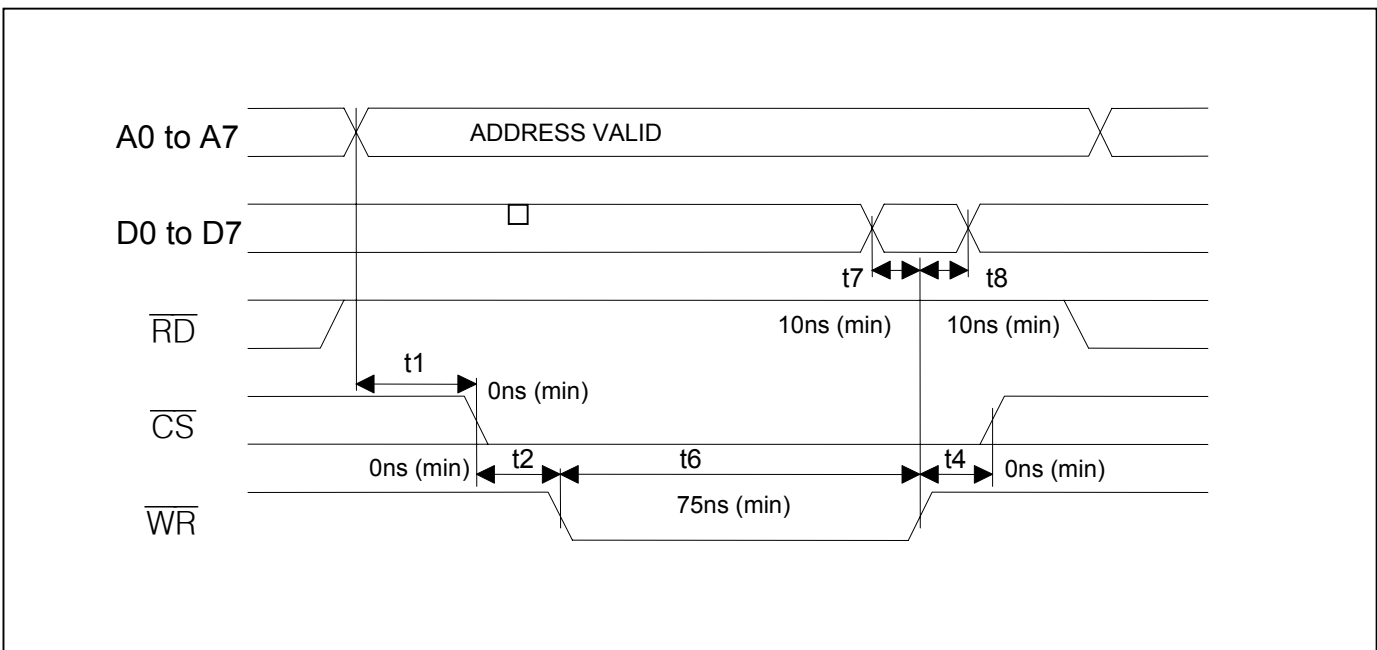 A0 to A7
ADDRESS VALID
D0 to D7
t7
t8
RD
10ns (min)
10ns (min)
t1
0ns (min)
CS
0ns (min)
t2
t6
t4
0ns (min)
WR
75ns (min)